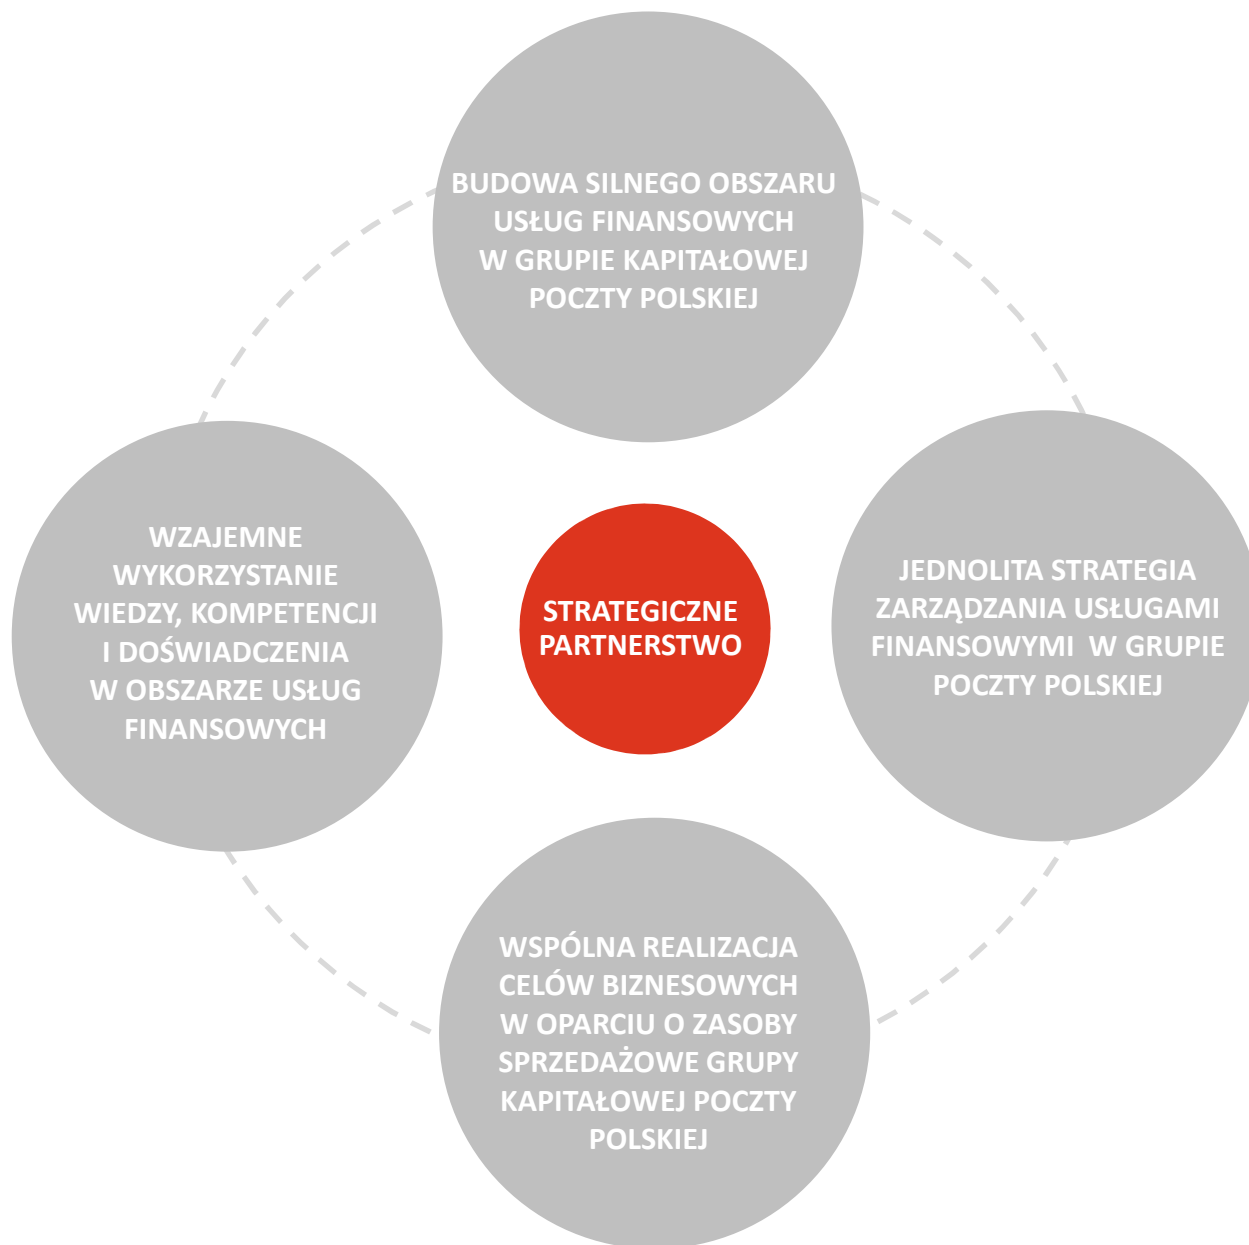 BUDOWA SILNEGO OBSZARU
USŁUG FINANSOWYCH
W GRUPIE KAPITAŁOWEJ
POCZTY POLSKIEJ
WZAJEMNE
WYKORZYSTANIE
WIEDZY, KOMPETENCJI
I DOŚWIADCZENIA
W OBSZARZE USŁUG
FINANSOWYCH
STRATEGICZNE
PARTNERSTWO
JEDNOLITA STRATEGIA
ZARZĄDZANIA USŁUGAMI
FINANSOWYMI  W GRUPIE
POCZTY POLSKIEJ
WSPÓLNA REALIZACJA
CELÓW BIZNESOWYCH
W OPARCIU O ZASOBY
SPRZEDAŻOWE GRUPY
KAPITAŁOWEJ POCZTY
POLSKIEJ